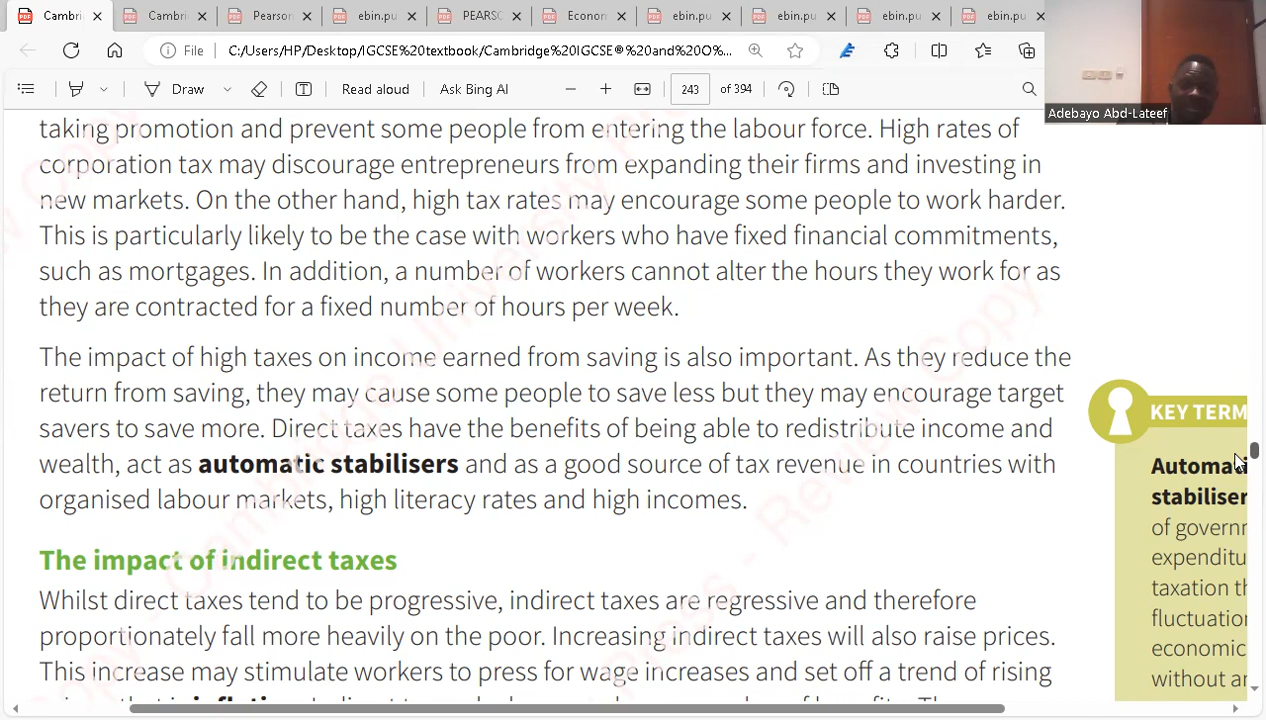 Cambri
Cambri
Pearson
ebin.pu
PEARSO
Econom
ebin.pu
ebin.pu
ebin.pu
ebin.pu
File
C:/Users/HP/Desktop/IGCSE%20textbook/Cambridge%20IGCSE®%20and%20O%...
Draw
Read aloud
Ask Bing AI
243
of 394
Adebayo Abd-Lateef
taking promotion and prevent some people from entering the labour force. High rates of
corporation tax may discourage entrepreneurs from expanding their firms and investing in
new markets. On the other hand, high tax rates may encourage some people to work harder.
This is particularly likely to be the case with workers who have fixed financial commitments,
such as mortgages. In addition, a number of workers cannot alter the hours they work for as
they are contracted for a fixed number of hours per week.
The impact of high taxes on income earned from saving is also important. As they reduce the
return from saving, they may cause some people to save less but they may encourage target
savers to save more. Direct taxes have the benefits of being able to redistribute income and
wealth, act as automatic stabilisers and as a good source of tax revenue in countries with
organised labour markets, high literacy rates and high incomes.
The impact of indirect taxes
Whilst direct taxes tend to be progressive, indirect taxes are regressive and therefore
proportionately fall more heavily on the poor. Increasing indirect taxes will also raise prices.
This increase may stimulate workers to press for wage increases and set off a trend of rising
KEY TERM
Automati
stabiliser
of governm
expenditu
taxation th
fluctuation
economic
without an
Cambridge University Press - Review Copy